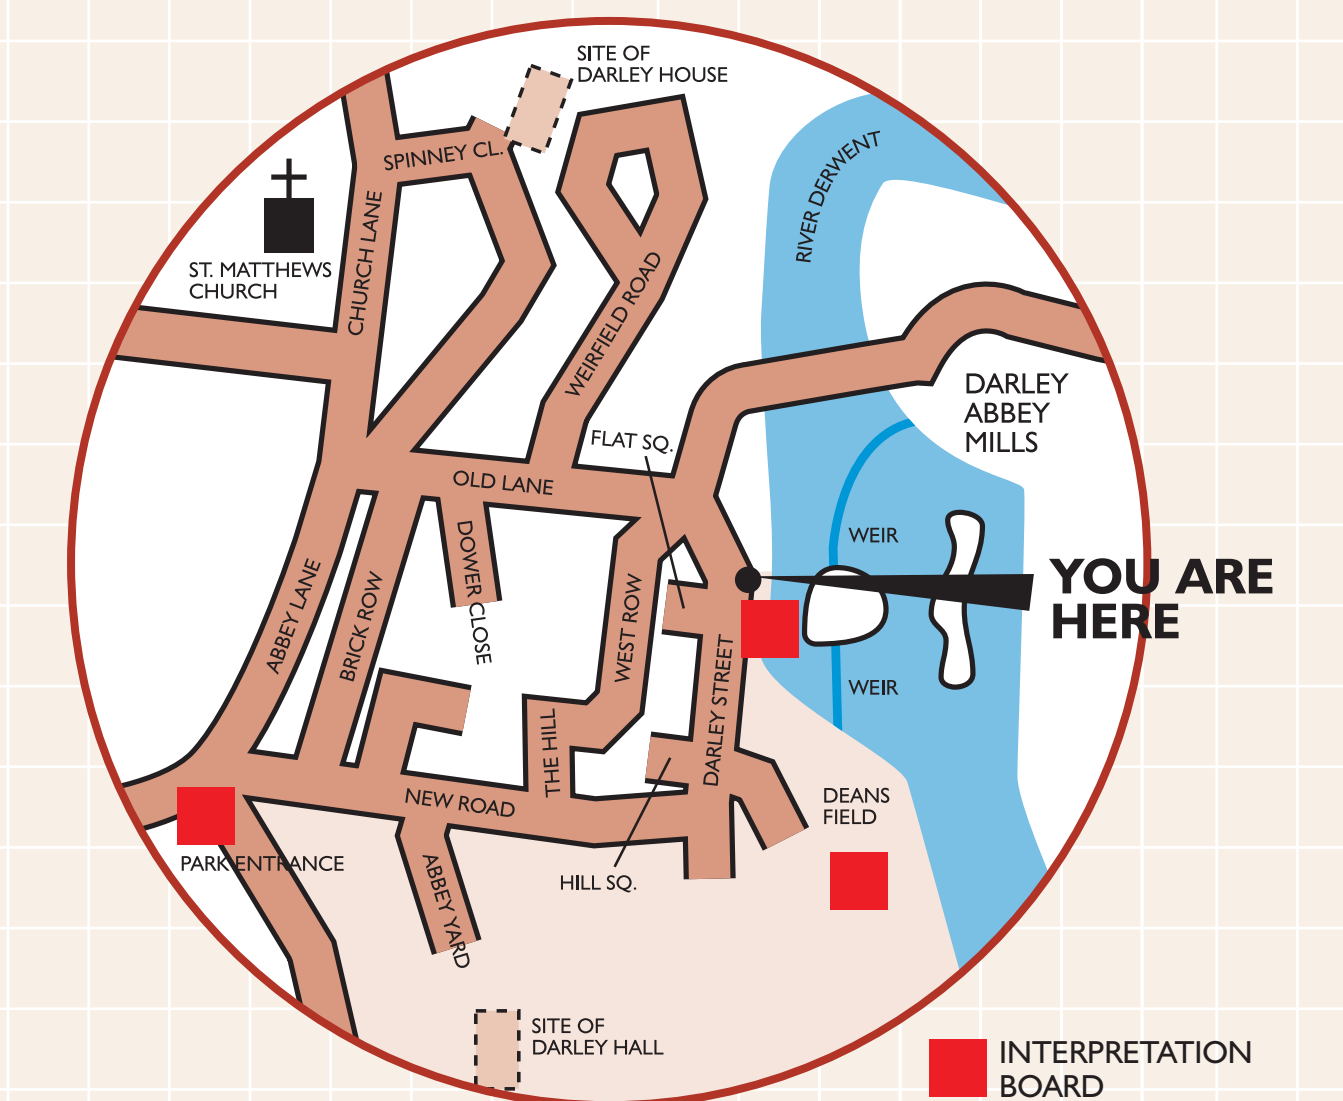 SITE OF
DARLEY HOUSE
SPINNEY CL.
RIVER DERWENT
CHURCH LANE
ST. MATTHEWS
CHURCH
WEIRFIELD ROAD
DARLEY
ABBEY
MILLS
FLAT SQ.
OLD LANE
WEIR
DOWER CLOSE
YOU ARE
HERE
ABBEY LANE
BRICK ROW
WEST ROW
DARLEY STREET
WEIR
THE HILL
NEW ROAD
DEANS
FIELD
PARK ENTRANCE
HILL SQ.
ABBEY YARD
SITE OF
DARLEY HALL
INTERPRETATION
BOARD